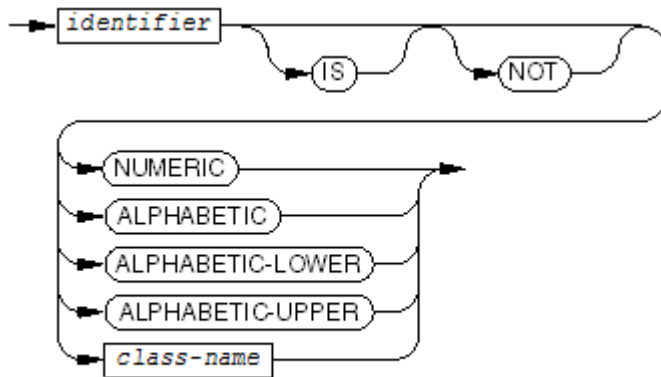 identifier
IS NOT
NUMERIC
ALPHABETIC
ALPHABETIC-LOWER
ALPHABETIC-UPPER
class-name